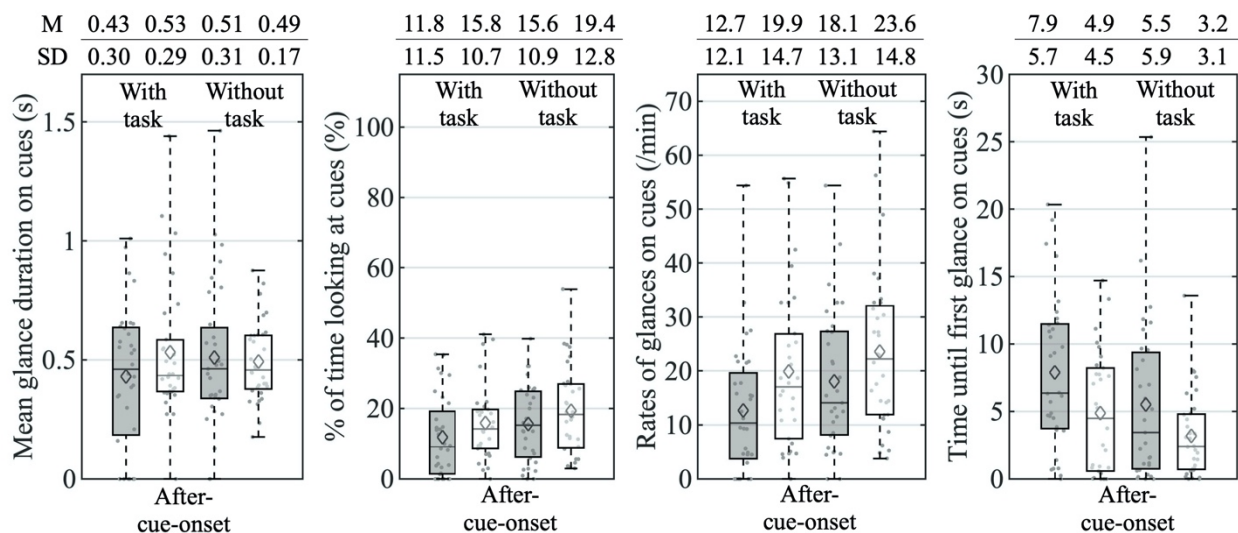 M 0.43 0.53 0.51 0.49
SD 0.30 0.29 0.31 0.17
Mean glance duration on cues (s)
With task
Without task
1.5
1
0.5
0
After-
cue-onset
11.8 15.8 15.6 19.4
11.5 10.7 10.9 12.8
% of time looking at cues (%)
With task
Without task
100
80
60
40
20
0
After-
cue-onset
12.7 19.9 18.1 23.6
12.1 14.7 13.1 14.8
Rates of glances on cues (/min)
With task
Without task
70
60
50
40
30
20
10
0
After-
cue-onset
7.9 4.9 5.5 3.2
5.7 4.5 5.9 3.1
Time until first glance on cues (s)
With task
Without task
30
25
20
15
10
5
0
After-
cue-onset